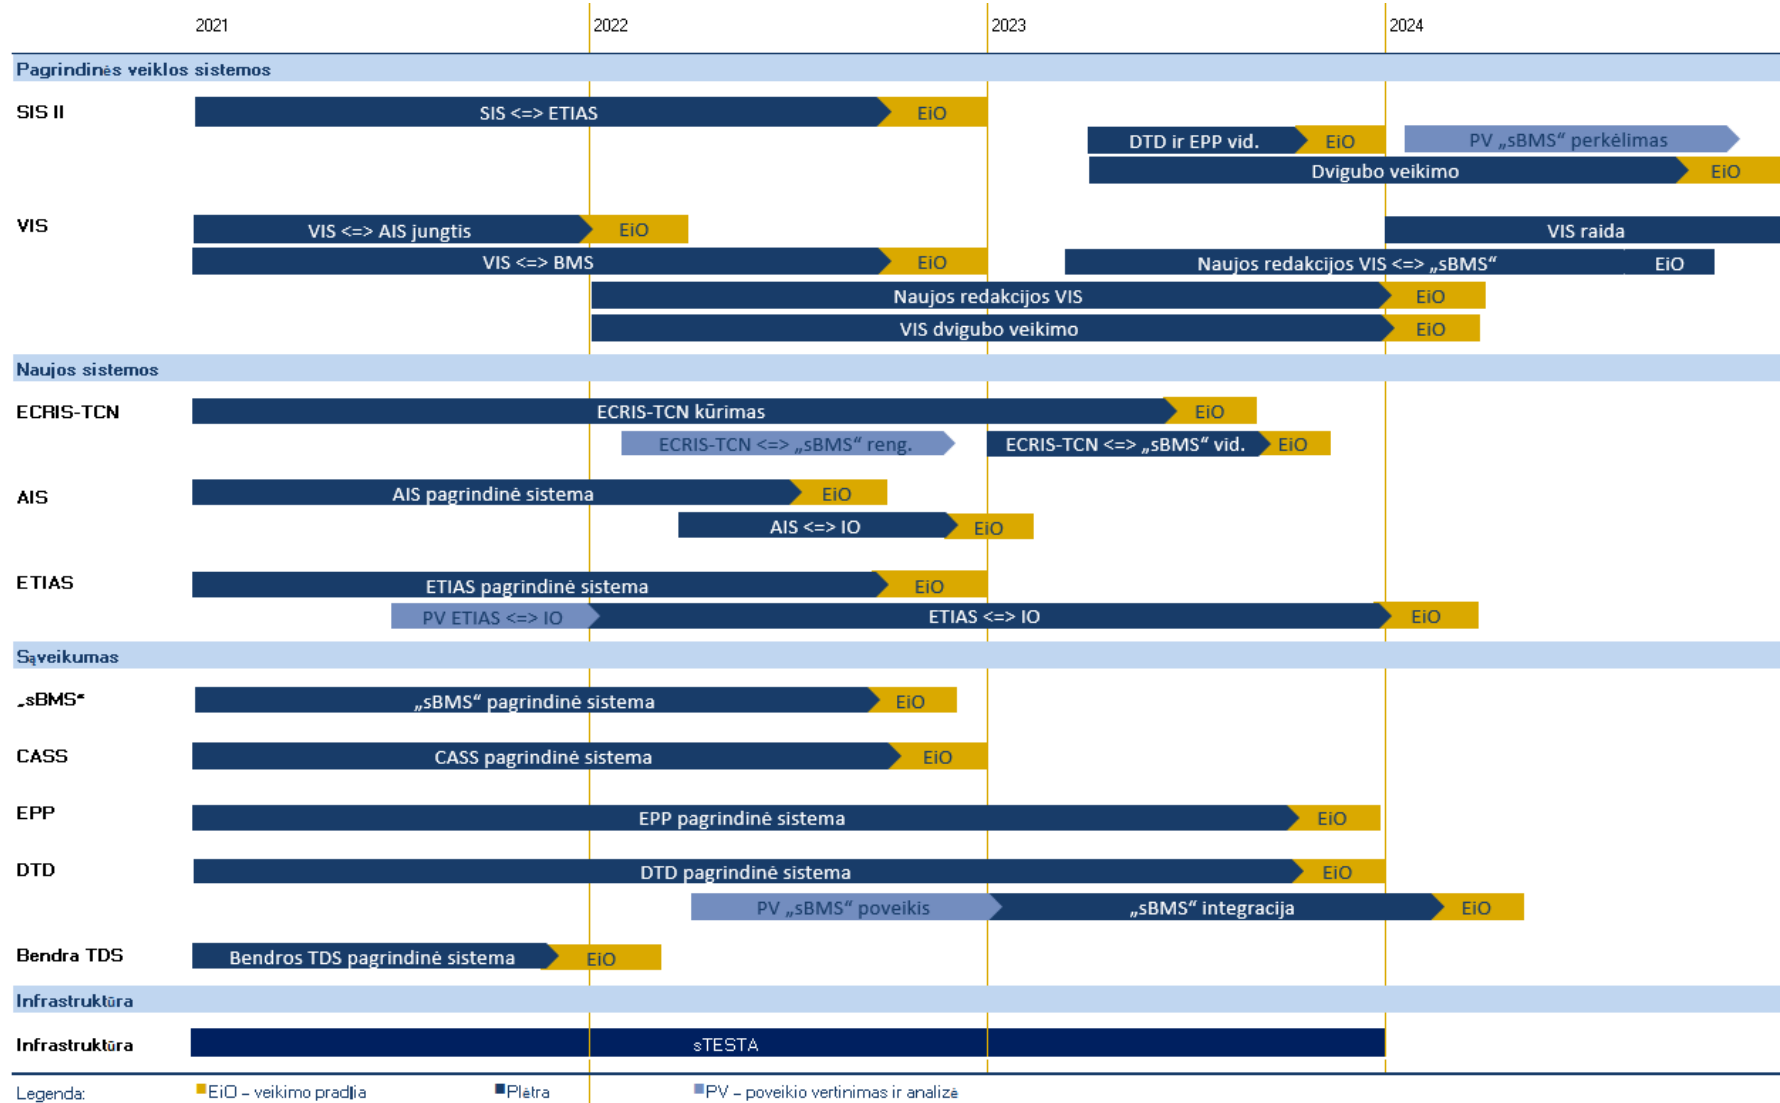 2021 2022 2023 2024
Pagrindinės veiklos sistemos
SIS II
SIS <=> ETIAS EiO
DTD ir EPP vid. EiO PV „sBMS“ perkėlimas
Dvigubo veikimo EiO
VIS
VIS <=> AIS jungtis EiO VIS raida
VIS <=> BMS EiO Naujos redakcijos VIS <=> „sBMS“ EiO
Naujos redakcijos VIS EiO
VIS dvigubo veikimo EiO
Naujos sistemos
ECRIS-TCN
ECRIS-TCN kūrimas EiO
ECRIS-TCN <=> „sBMS“ reng. ECRIS-TCN <=> „sBMS“ vid. EiO
AIS
AIS pagrindinė sistema EiO
AIS <=> IO EiO
ETIAS
ETIAS pagrindinė sistema EiO
PV ETIAS <=> IO ETIAS <=> IO EiO
Sąveikumas
„sBMS“
„sBMS“ pagrindinė sistema EiO
CASS
CASS pagrindinė sistema EiO
EPP
EPP pagrindinė sistema EiO
DTD
DTD pagrindinė sistema EiO
PV „sBMS“ poveikis „sBMS“ integracija EiO
Bendra TDS
Bendros TDS pagrindinė sistema EiO
Infrastruktūra
Infrastruktūra
sTESTA
Legenda: EiO – veikimo pradžia Plėtra PV – poveikio vertinimas ir analizė